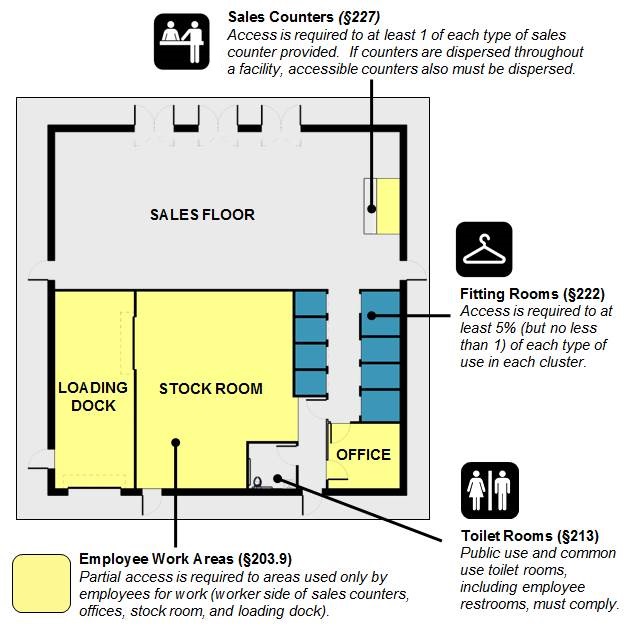 Sales Counters (§227)
Access is required to at least 1 of each type of sales
counter provided.  If counters are dispersed throughout
a facility, accessible counters also must be dispersed.
SALES FLOOR
Fitting Rooms (§222)
Access is required to at
least 5% (but no less
than 1) of each type of
use in each cluster.
LOADING
DOCK
STOCK ROOM
OFFICE
Toilet Rooms (§213)
Public use and common
use toilet rooms,
including employee
restrooms, must comply.
Employee Work Areas (§203.9)
Partial access is required to areas used only by
employees for work (worker side of sales counters,
offices, stock room, and loading dock).